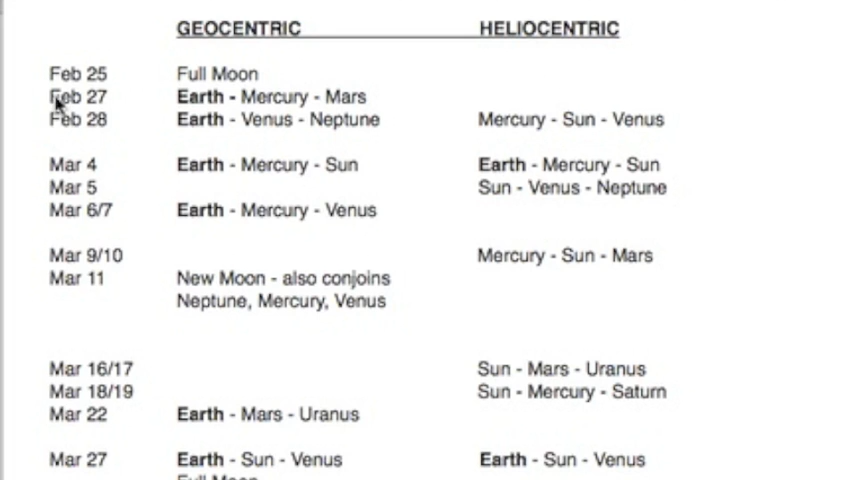 GEOCENTRIC HELIOCENTRIC
Feb 25 Full Moon
Feb 27 Earth - Mercury - Mars
Feb 28 Earth - Venus - Neptune Mercury - Sun - Venus
Mar 4 Earth - Mercury - Sun Earth - Mercury - Sun
Mar 5 Sun - Venus - Neptune
Mar 6/7 Earth - Mercury - Venus
Mar 9/10 Mercury - Sun - Mars
Mar 11 New Moon - also conjoins
Neptune, Mercury, Venus
Mar 16/17 Sun - Mars - Uranus
Mar 18/19 Sun - Mercury - Saturn
Mar 22 Earth - Mars - Uranus
Mar 27 Earth - Sun - Venus Earth - Sun - Venus
Full Moon